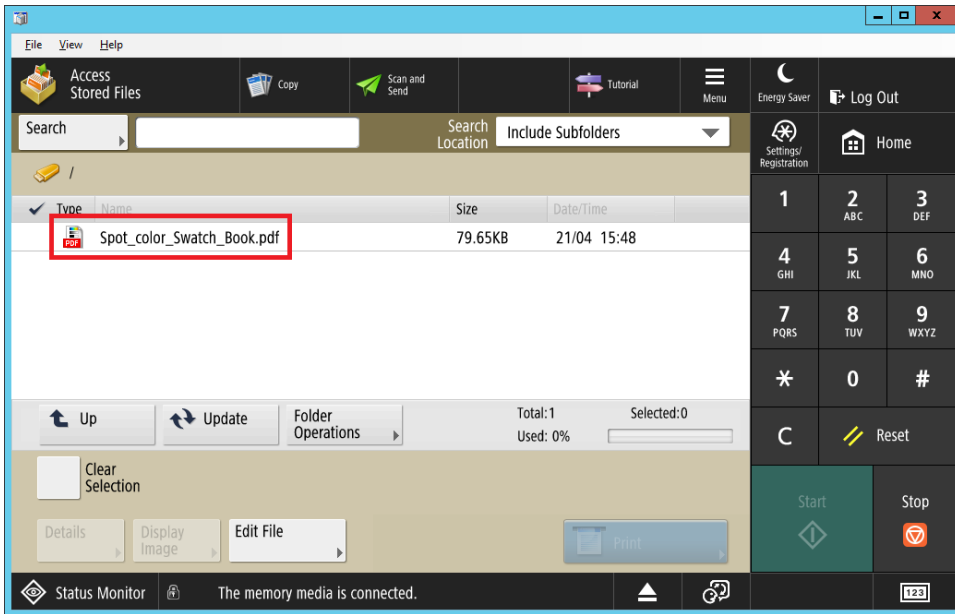 x
File View Help
Access
Stored Files
Copy
Scan and
Send
Tutorial
Menu
Energy Saver
Log Out
Search
Search
Location
Include Subfolders
Settings/
Registration
Home
/
Type Name Size Date/Time
PDF Spot_color_Swatch_Book.pdf 79.65KB 21/04 15:48
1
2
ABC
3
DEF
4
GHI
5
JKL
6
MNO
7
PQRS
8
TUV
9
WXYZ
* 0 #
Up
Update
Folder
Operations
Total:1 Selected:0
Used: 0%
C
Reset
Clear
Selection
Details
Display
Image
Edit File
Print
Start
Stop
Status Monitor
The memory media is connected.
123